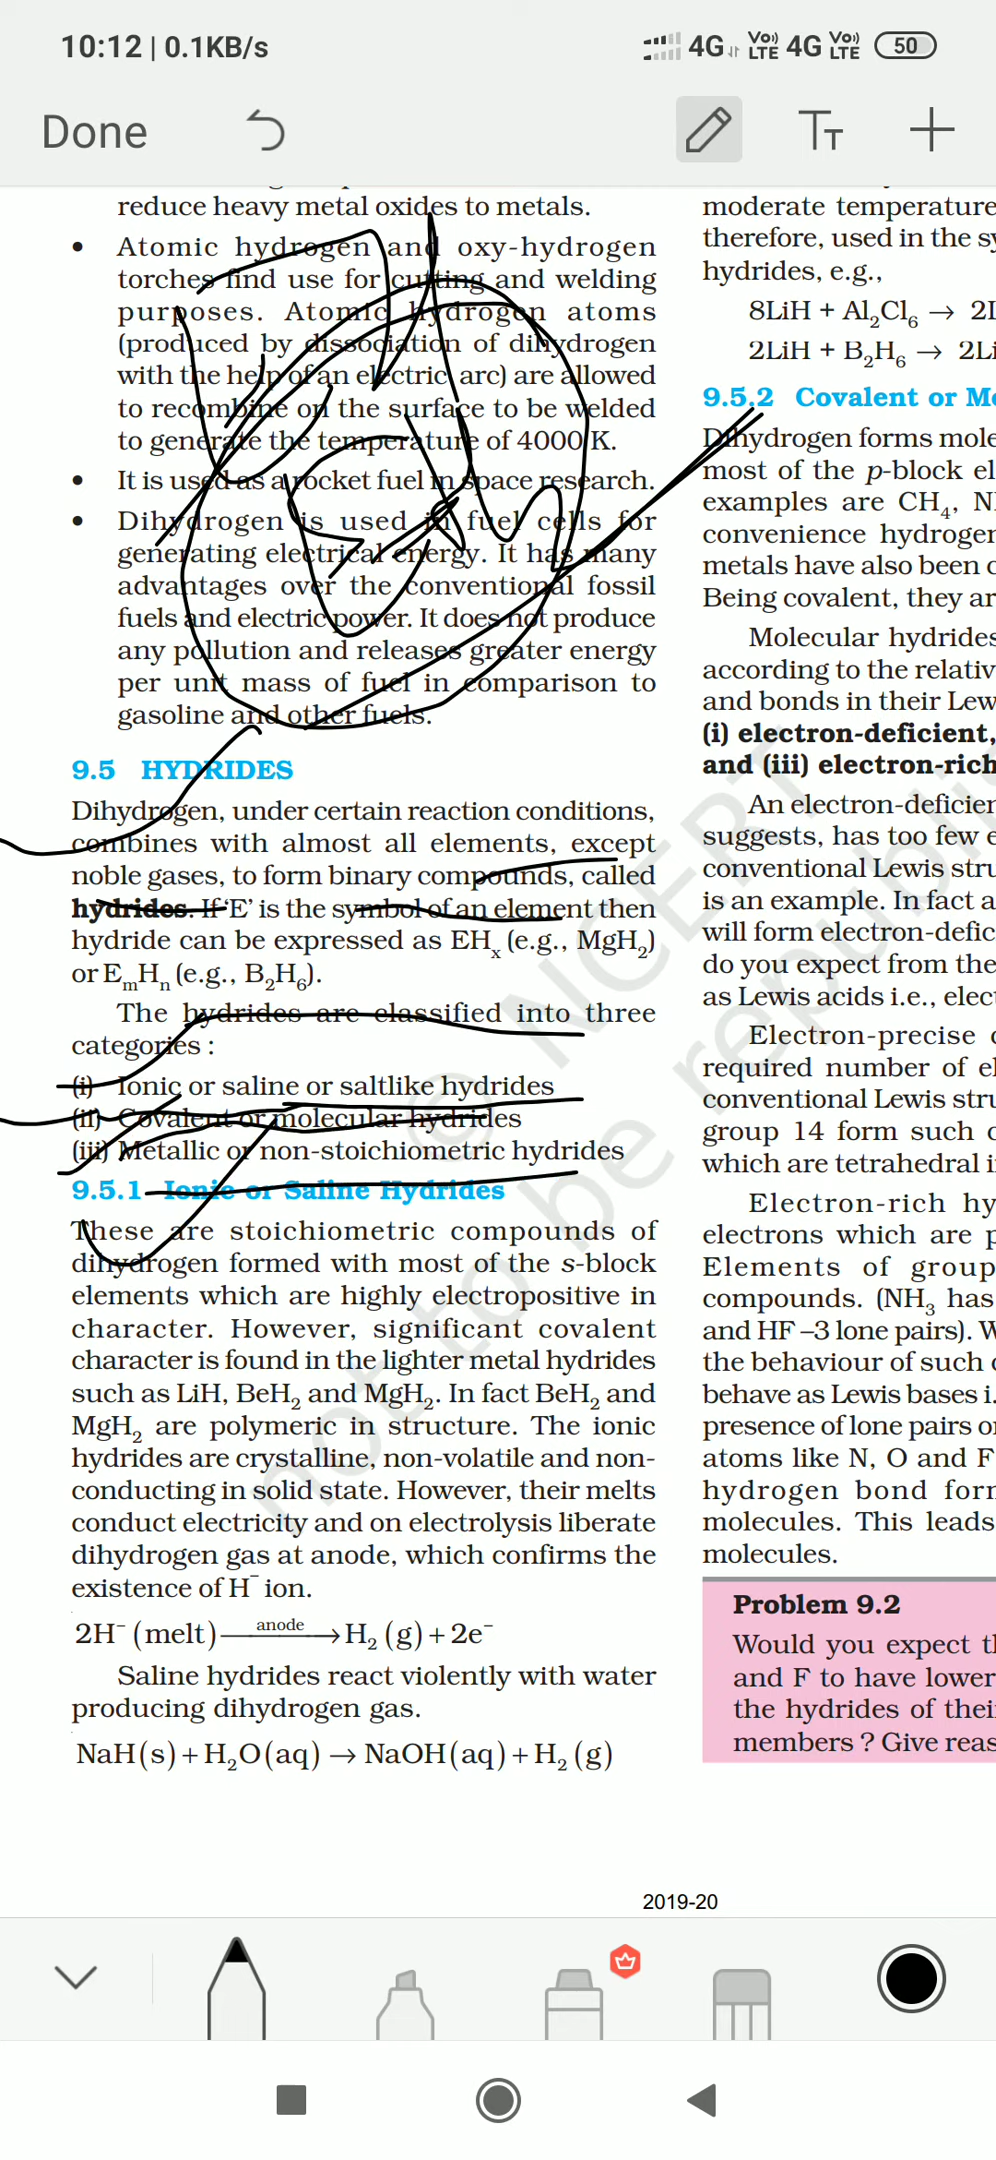 10:12 | 0.1KB/s
4G VoLTE 4G VoLTE 50
Done
TT
reduce heavy metal oxides to metals.
• Atomic hydrogen and oxy-hydrogen
torches find use for cutting and welding
purposes. Atomic hydrogen atoms
(produced by dissociation of dihydrogen
with the help of an electric arc) are allowed
to recombine on the surface to be welded
to generate the temperature of 4000 K.
• It is used as a rocket fuel in space research.
• Dihydrogen is used in fuel cells for
generating electrical energy. It has many
advantages over the conventional fossil
fuels and electric power. It does not produce
any pollution and releases greater energy
per unit mass of fuel in comparison to
gasoline and other fuels.
9.5 HYDRIDES
Dihydrogen, under certain reaction conditions,
combines with almost all elements, except
noble gases, to form binary compounds, called
hydrides. If ‘E’ is the symbol of an element then
hydride can be expressed as EHₓ (e.g., MgH₂)
or EₘHₙ (e.g., B₂H₆).
The hydrides are classified into three
categories :
(i) Ionic or saline or saltlike hydrides
(ii) Covalent or molecular hydrides
(iii) Metallic or non-stoichiometric hydrides
9.5.1 Ionic or Saline Hydrides
These are stoichiometric compounds of
dihydrogen formed with most of the s-block
elements which are highly electropositive in
character. However, significant covalent
character is found in the lighter metal hydrides
such as LiH, BeH₂ and MgH₂. In fact BeH₂ and
MgH₂ are polymeric in structure. The ionic
hydrides are crystalline, non-volatile and non-
conducting in solid state. However, their melts
conduct electricity and on electrolysis liberate
dihydrogen gas at anode, which confirms the
existence of H⁻ ion.
2H⁻ (melt) —anode→ H₂ (g) + 2e⁻
Saline hydrides react violently with water
producing dihydrogen gas.
NaH(s) + H₂O(aq) → NaOH(aq) + H₂ (g)
moderate temperature
therefore, used in the
hydrides, e.g.,
8LiH + Al₂Cl₆ →
2LiH + B₂H₆ →
9.5.2 Covalent or
Dihydrogen forms
most of the p-block
examples are CH₄,
convenience
metals have also been
Being covalent, they
Molecular hydrides
according to the
and bonds in their
(i) electron-deficient,
and (iii) electron-rich
An
suggests, has too few
conventional Lewis
is an example. In fact
will form
do you expect from the
as Lewis acids i.e.,
Electron-precise
required number of
conventional Lewis
group 14 form such
which are tetrahedral
Electron-rich
electrons which are
Elements of group
compounds. (NH₃ has
and HF –3 lone pairs).
the behaviour of such
behave as Lewis bases
presence of lone pairs
atoms like N, O and F
hydrogen bond
molecules. This leads
molecules.
Problem 9.2
Would you expect
and F to have lower
the hydrides of
members ? Give
© NCERT
not to be
2019-20